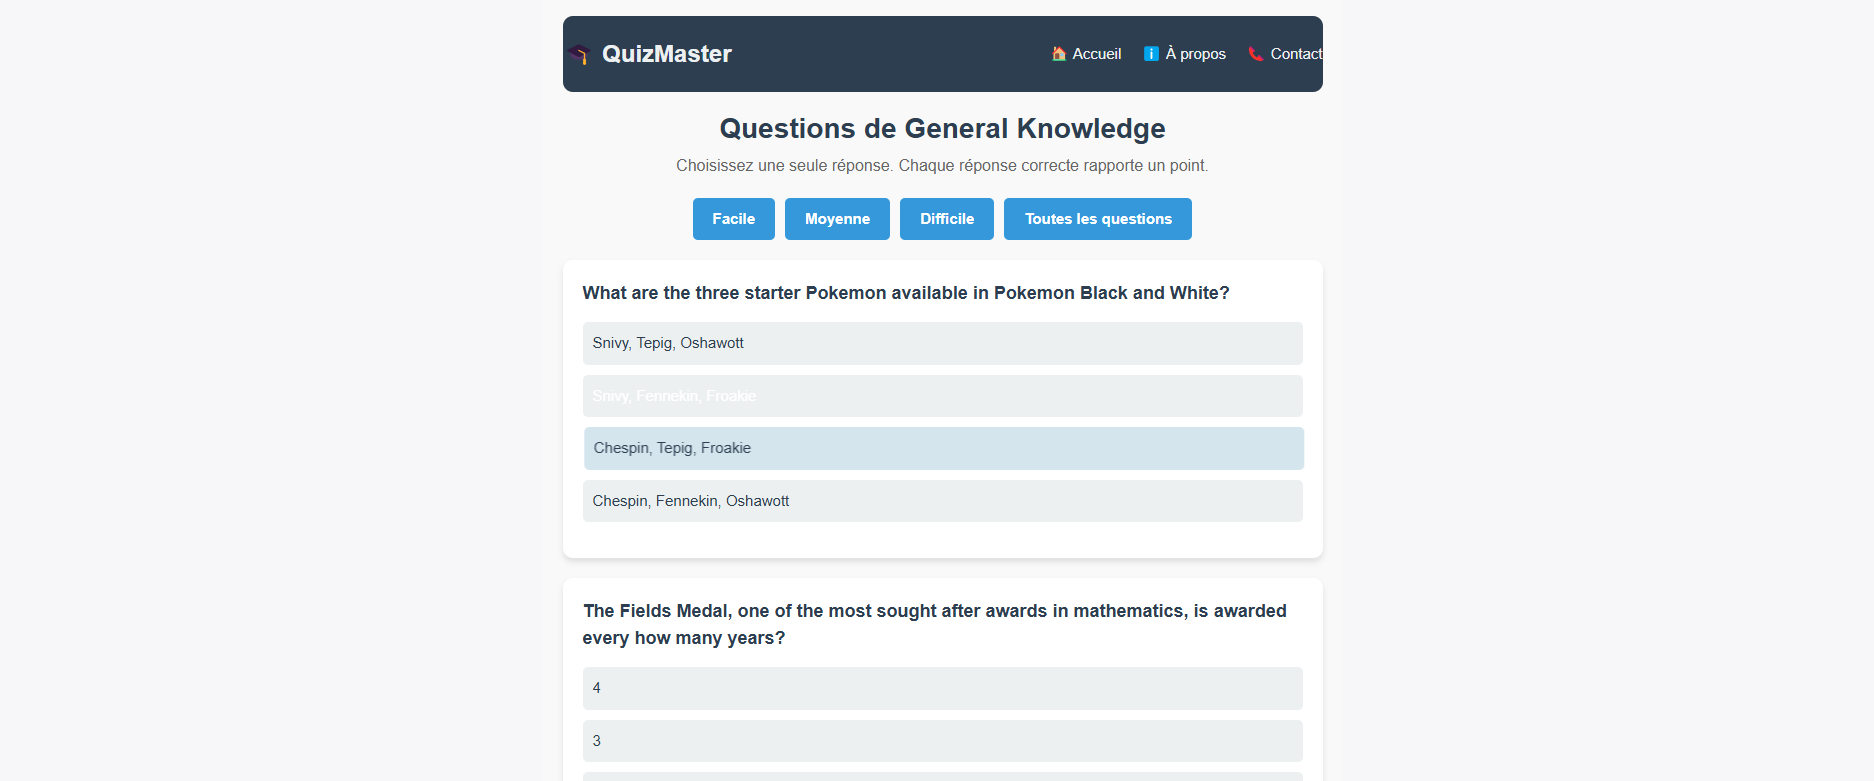 QuizMaster
Accueil
À propos
Contact
Questions de General Knowledge
Choisissez une seule réponse. Chaque réponse correcte rapporte un point.
Facile
Moyenne
Difficile
Toutes les questions
What are the three starter Pokemon available in Pokemon Black and White?
Snivy, Tepig, Oshawott
Snivy, Fennekin, Froakie
Chespin, Tepig, Froakie
Chespin, Fennekin, Oshawott
The Fields Medal, one of the most sought after awards in mathematics, is awarded
every how many years?
4
3